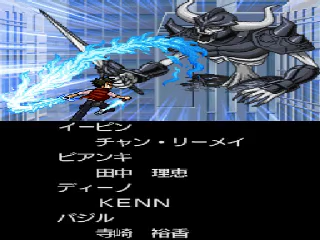 イーピン
チャン・リーメイ
ビアンキ
田中　理恵
ディーノ
ＫＥＮＮ
バジル
寺崎　裕香